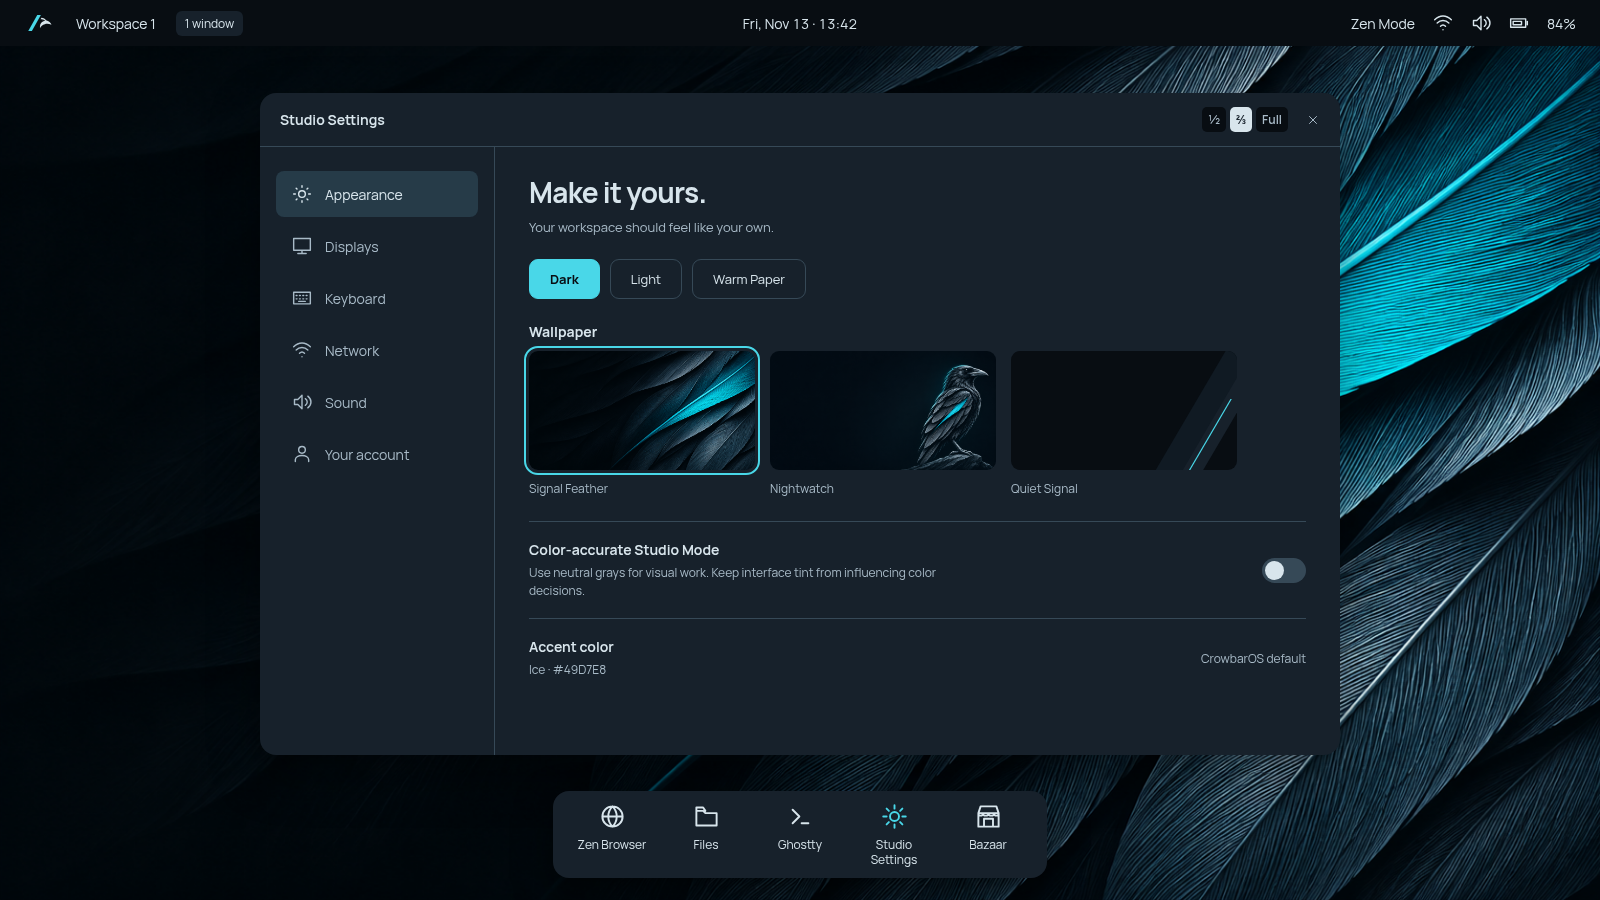 Workspace 1
1 window
Fri, Nov 13 · 13:42
Zen Mode
84%
Studio Settings
½
⅔
Full
Appearance
Displays
Keyboard
Network
Sound
Your account
Make it yours.
Your workspace should feel like your own.
Dark
Light
Warm Paper
Wallpaper
Signal Feather
Nightwatch
Quiet Signal
Color-accurate Studio Mode
Use neutral grays for visual work. Keep interface tint from influencing color
decisions.
Accent color
Ice · #49D7E8
CrowbarOS default
Zen Browser
Files
Ghostty
Studio
Settings
Bazaar